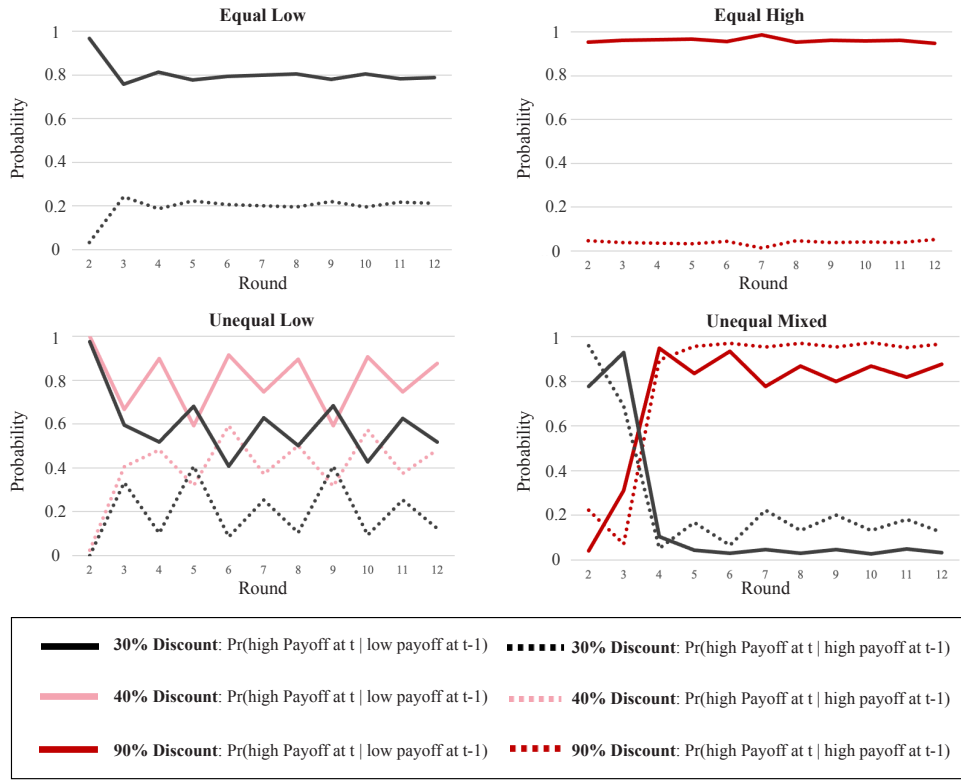 Equal Low
1
0.8
0.6
0.4
0.2
0
Probability
2 3 4 5 6 7 8 9 10 11 12
Round
Equal High
1
0.8
0.6
0.4
0.2
0
Probability
2 3 4 5 6 7 8 9 10 11 12
Round
Unequal Low
1
0.8
0.6
0.4
0.2
0
Probability
2 3 4 5 6 7 8 9 10 11 12
Round
Unequal Mixed
1
0.8
0.6
0.4
0.2
0
Probability
2 3 4 5 6 7 8 9 10 11 12
Round
30% Discount: Pr(high Payoff at t | low payoff at t-1)
30% Discount: Pr(high Payoff at t | high payoff at t-1)
40% Discount: Pr(high Payoff at t | low payoff at t-1)
40% Discount: Pr(high Payoff at t | high payoff at t-1)
90% Discount: Pr(high Payoff at t | low payoff at t-1)
90% Discount: Pr(high Payoff at t | high payoff at t-1)